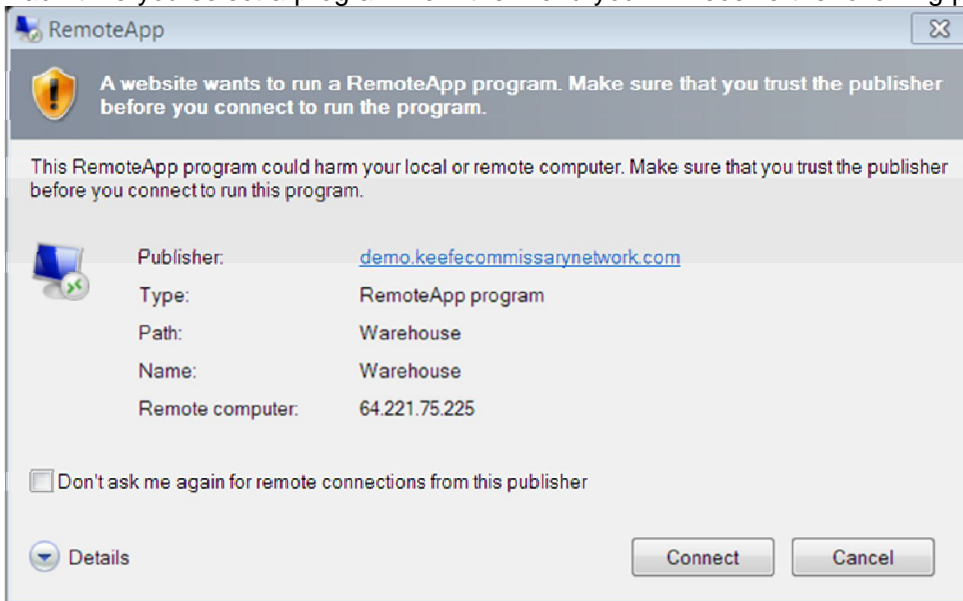 RemoteApp
A website wants to run a RemoteApp program. Make sure that you trust the publisher
before you connect to run the program.
This RemoteApp program could harm your local or remote computer. Make sure that you trust the publisher
before you connect to run this program.
Publisher: demo.keefecommissarynetwork.com
Type: RemoteApp program
Path: Warehouse
Name: Warehouse
Remote computer: 64.221.75.225
Don't ask me again for remote connections from this publisher
Details Connect Cancel